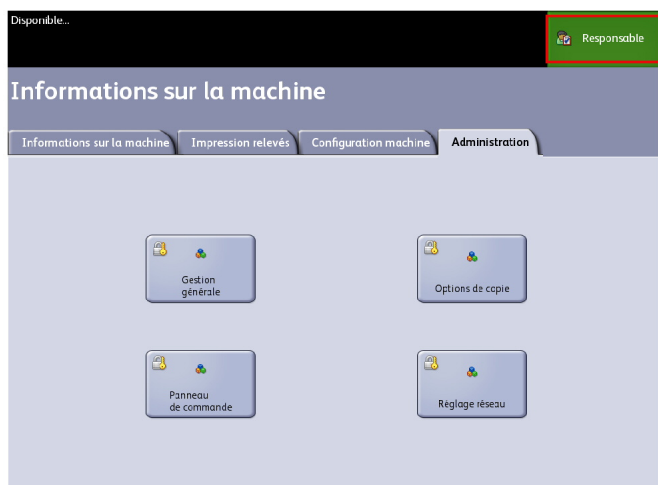 Disponible...
Responsable
Informations sur la machine
Informations sur la machine
Impression relevés
Configuration machine
Administration
Gestion
générale
Options de copie
Panneau
de commande
Réglage réseau